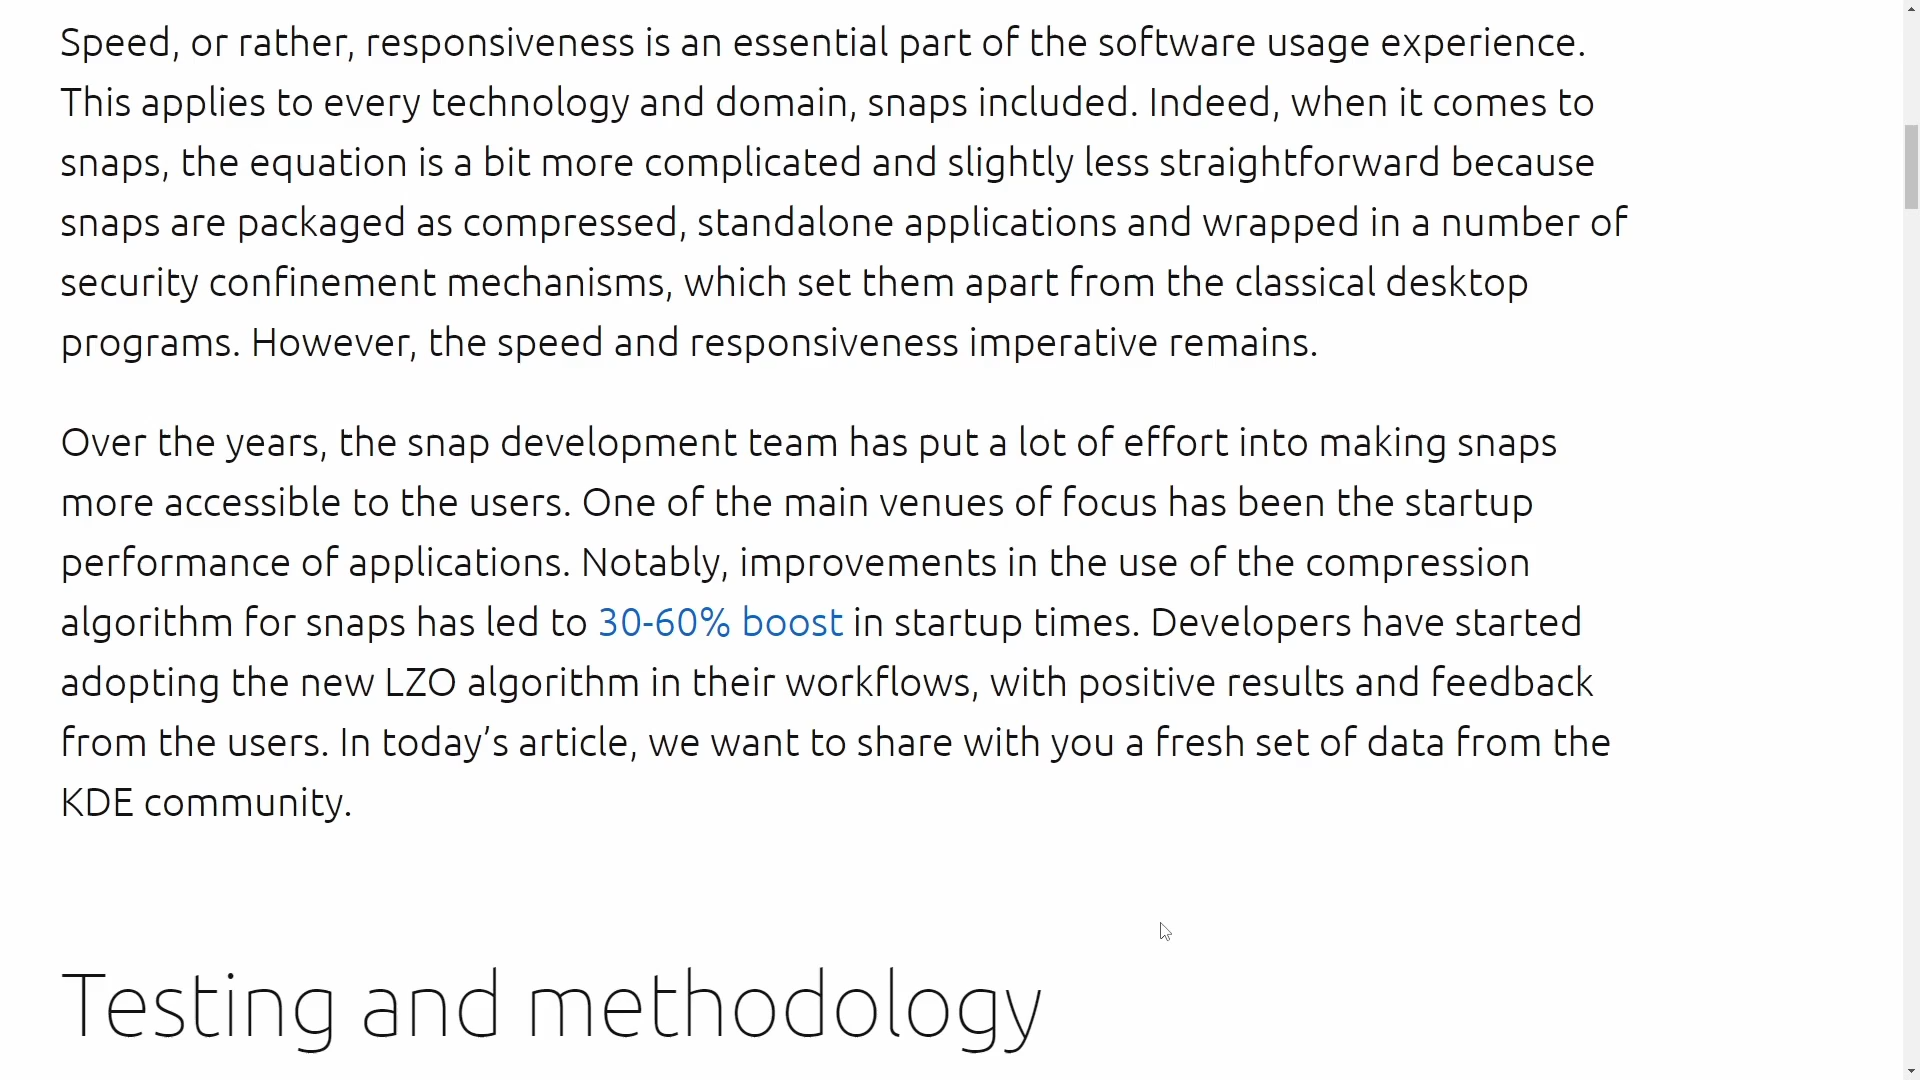 Speed, or rather, responsiveness is an essential part of the software usage experience.
This applies to every technology and domain, snaps included. Indeed, when it comes to
snaps, the equation is a bit more complicated and slightly less straightforward because
snaps are packaged as compressed, standalone applications and wrapped in a number of
security confinement mechanisms, which set them apart from the classical desktop
programs. However, the speed and responsiveness imperative remains.
Over the years, the snap development team has put a lot of effort into making snaps
more accessible to the users. One of the main venues of focus has been the startup
performance of applications. Notably, improvements in the use of the compression
algorithm for snaps has led to 30-60% boost in startup times. Developers have started
adopting the new LZO algorithm in their workflows, with positive results and feedback
from the users. In today’s article, we want to share with you a fresh set of data from the
KDE community.
Testing and methodology